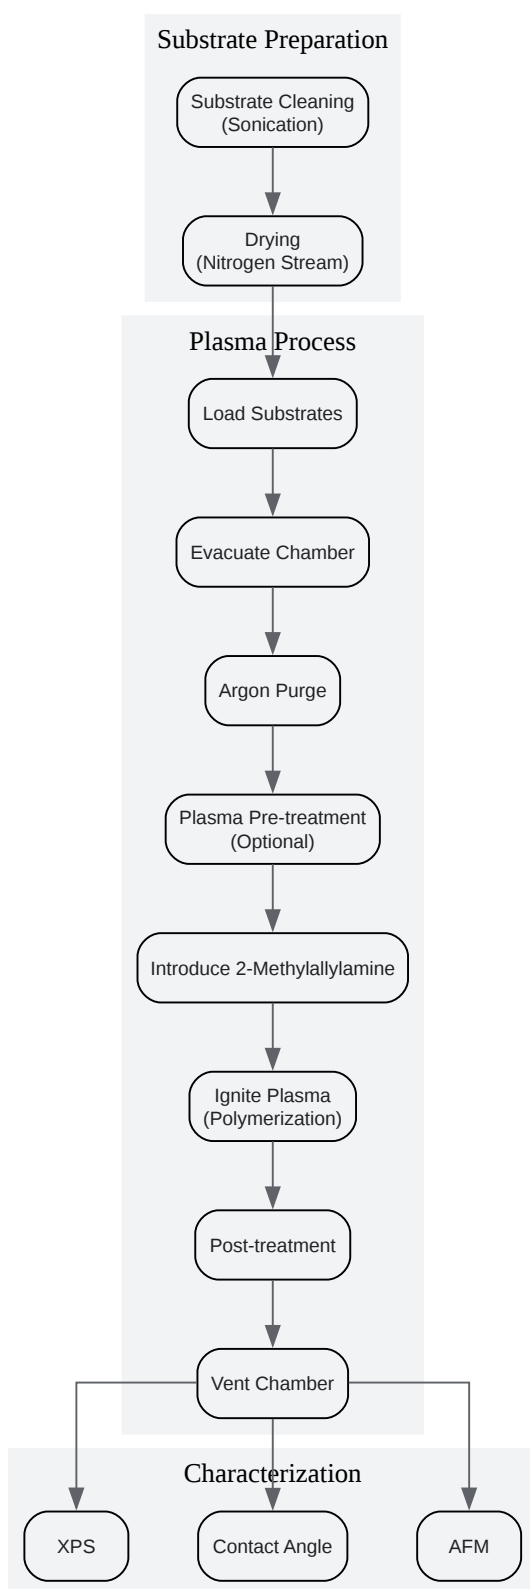 Substrate Preparation
Substrate Cleaning
(Sonication)
Drying
(Nitrogen Stream)
Plasma Process
Load Substrates
Evacuate Chamber
Argon Purge
Plasma Pre-treatment
(Optional)
Introduce 2-Methylallylamine
Ignite Plasma
(Polymerization)
Post-treatment
Vent Chamber
Characterization
XPS
Contact Angle
AFM